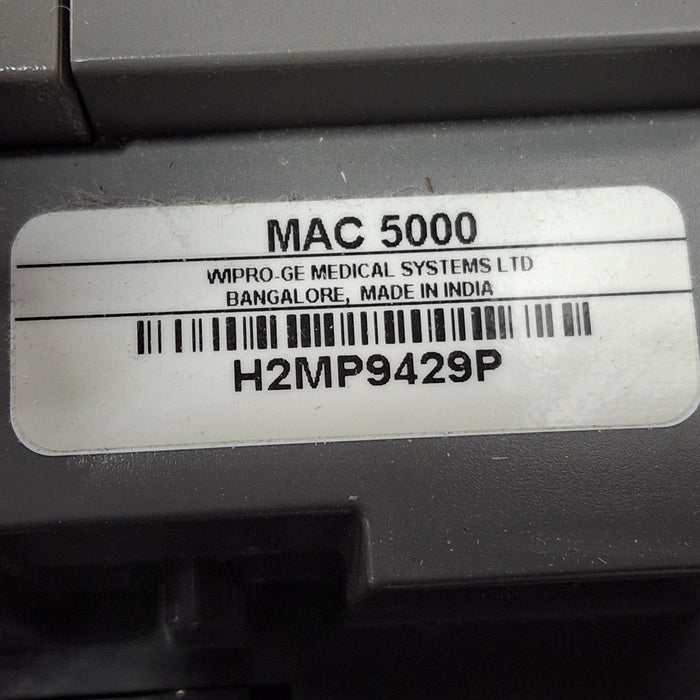 MAC 5000
WIPRO-GE MEDICAL SYSTEMS LTD
BANGALORE, MADE IN INDIA
H2MP9429P